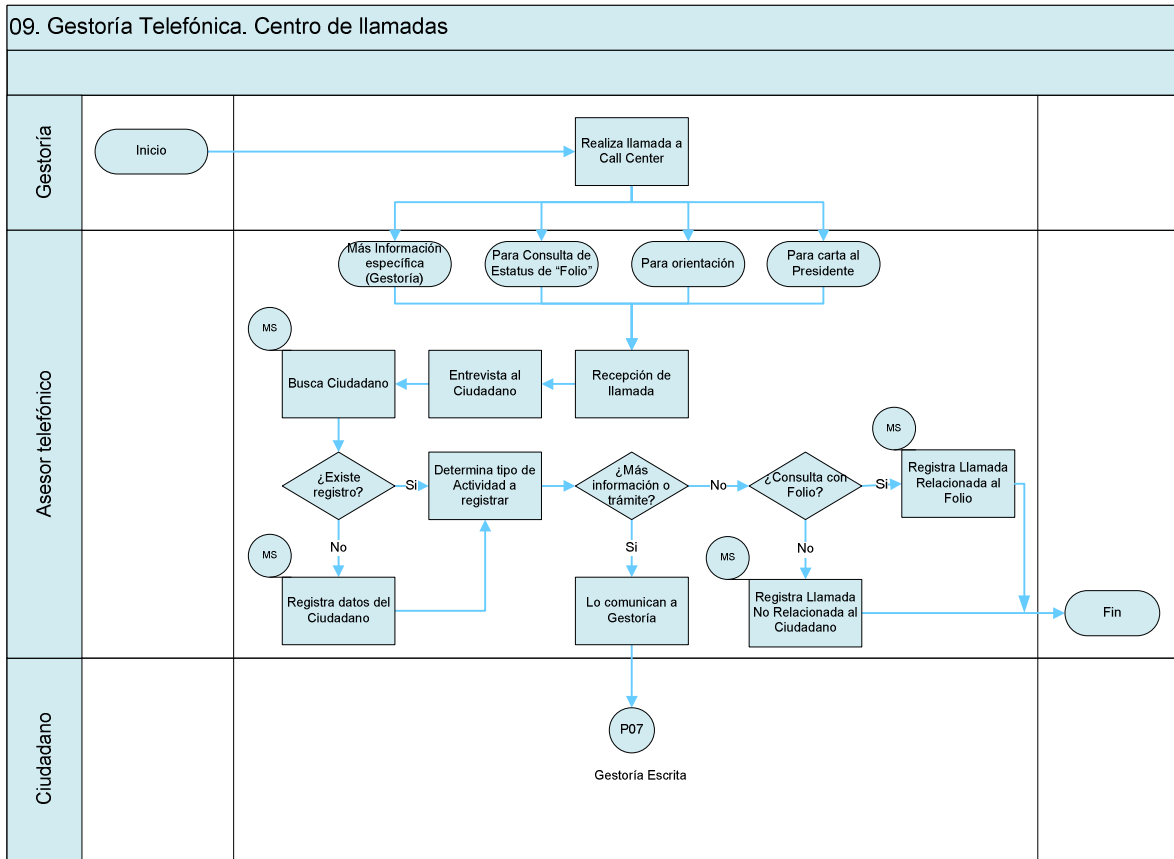 09. Gestoría Telefónica. Centro de llamadas
Gestoría
Inicio
Realiza llamada a
Call Center
Asesor telefónico
Más Información
específica
(Gestoría)
Para Consulta de
Estatus de “Folio”
Para orientación
Para carta al
Presidente
MS
Busca Ciudadano
Entrevista al
Ciudadano
Recepción de
llamada
¿Existe
registro?
Si
Determina tipo de
Actividad a
registrar
¿Más
información o
trámite?
No
¿Consulta con
Folio?
Si
MS
Registra Llamada
Relacionada al
Folio
No
MS
Registra datos del
Ciudadano
Si
Lo comunican a
Gestoría
No
MS
Registra Llamada
No Relacionada al
Ciudadano
Fin
Ciudadano
P07
Gestoría Escrita